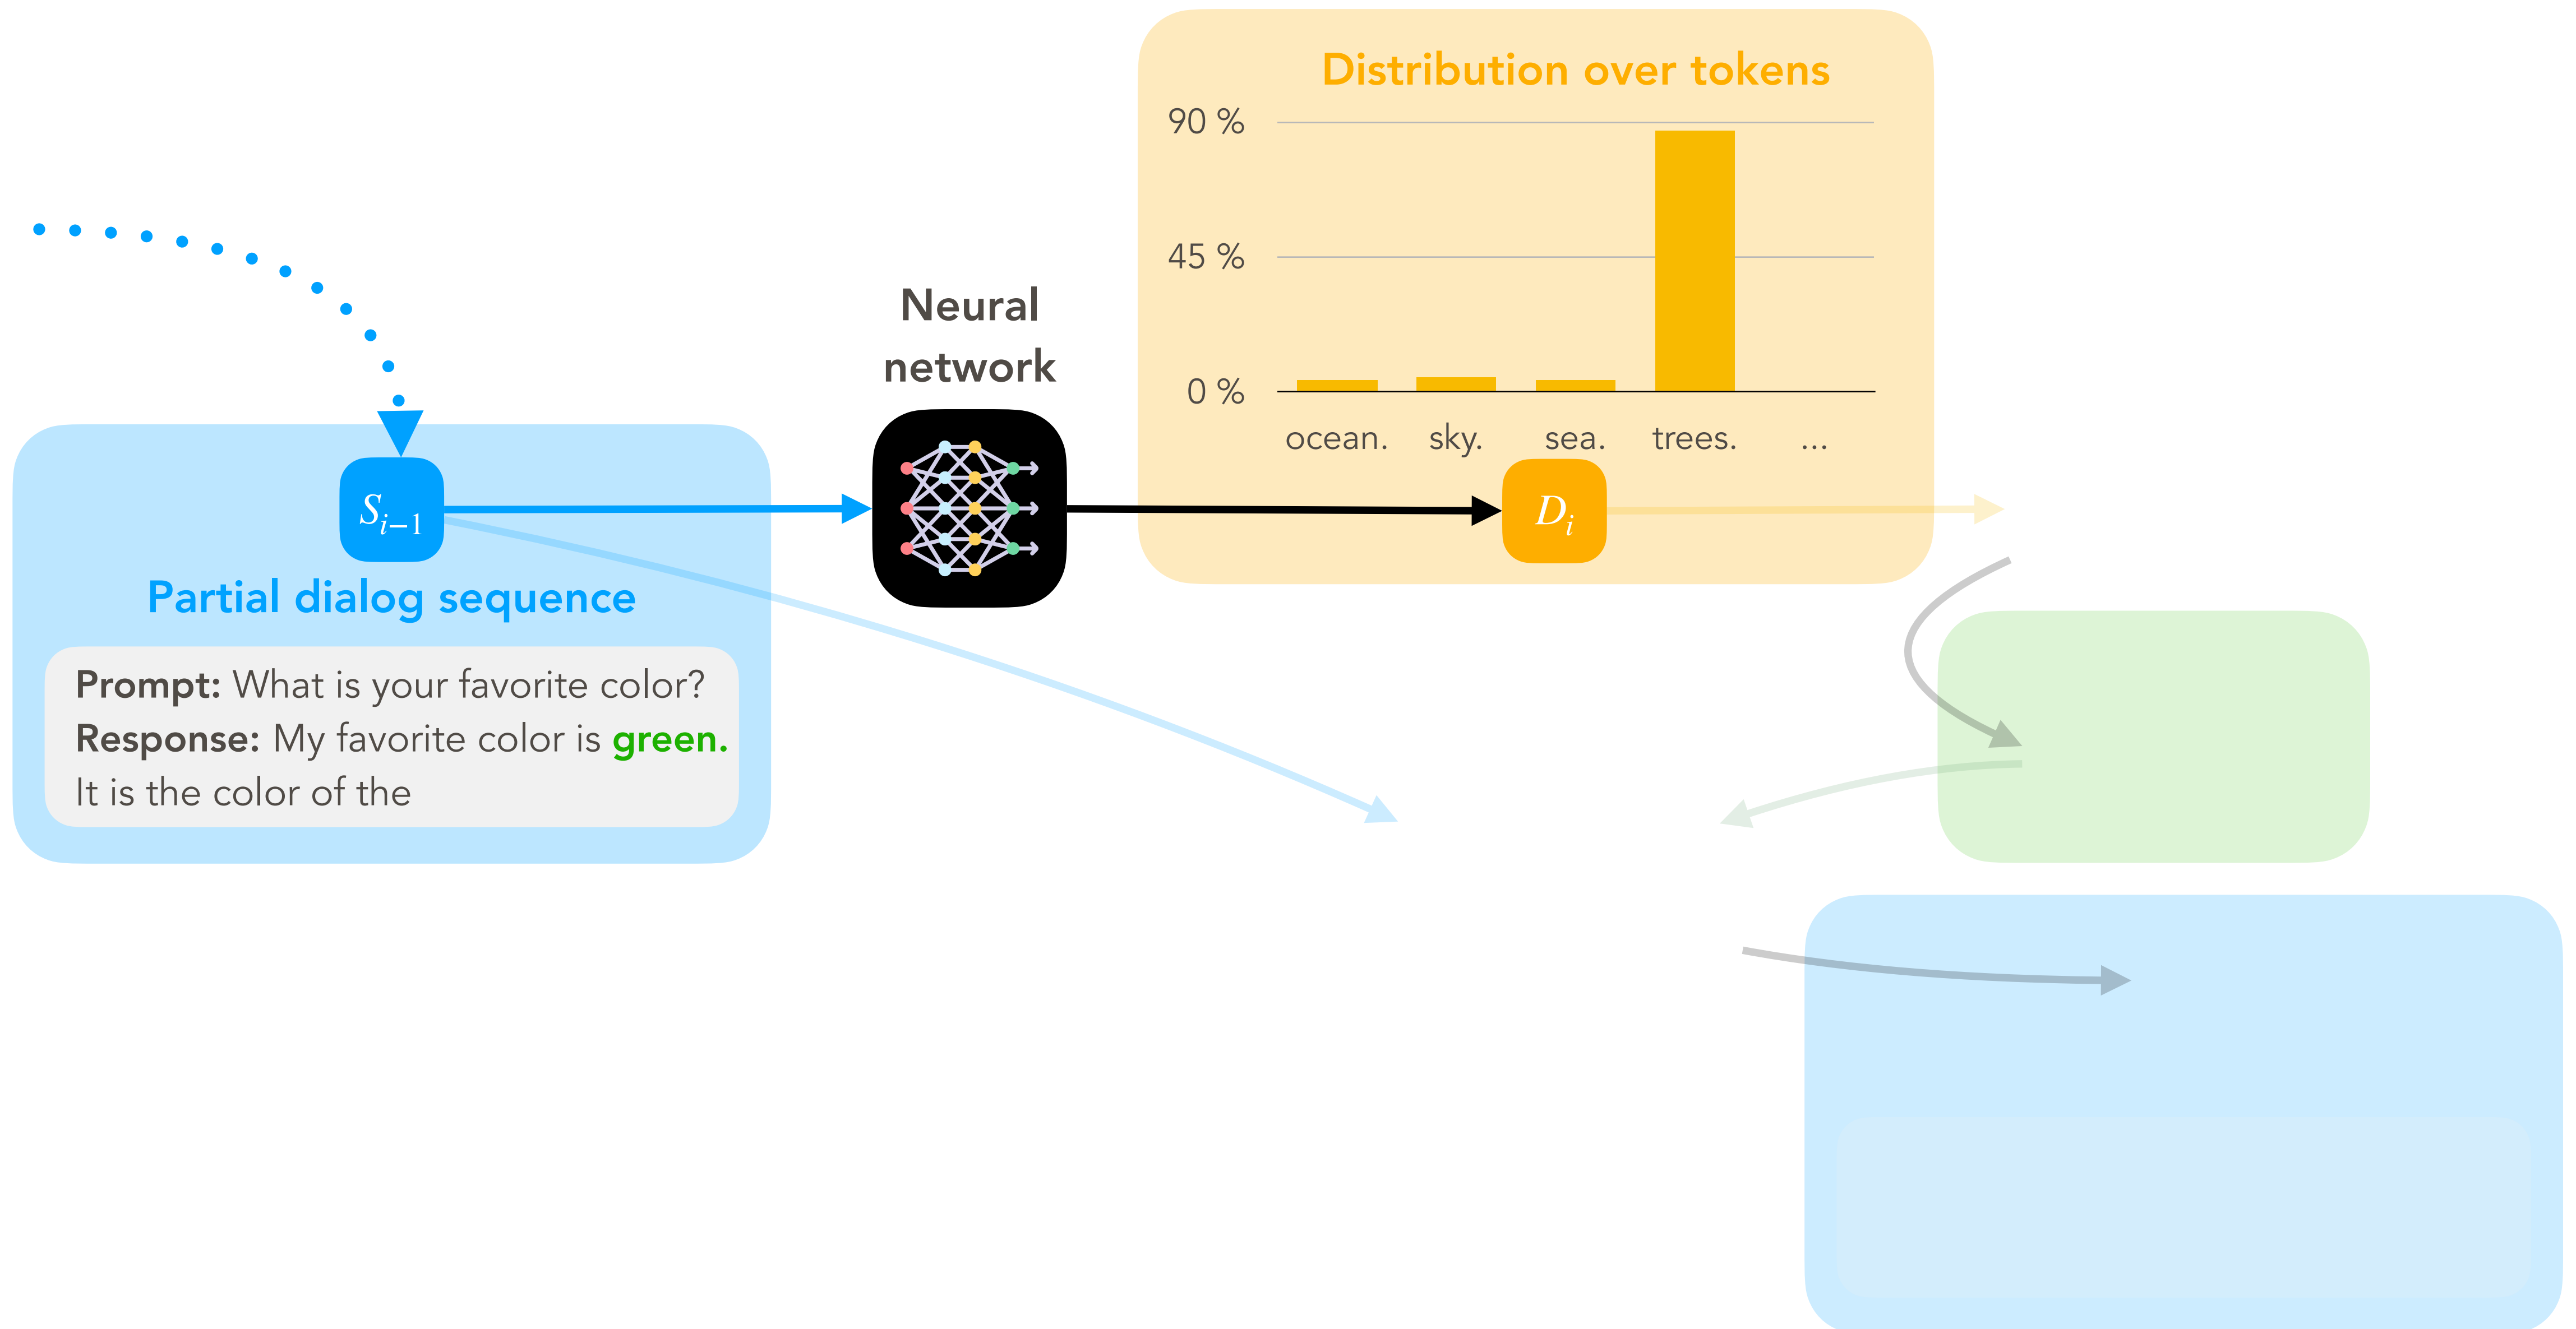 Distribution over tokens
90 %
45 %
0 %
ocean. sky. sea. trees. ...
Neural
network
S_{i−1}
D_i
Partial dialog sequence
Prompt: What is your favorite color?
Response: My favorite color is green.
It is the color of the